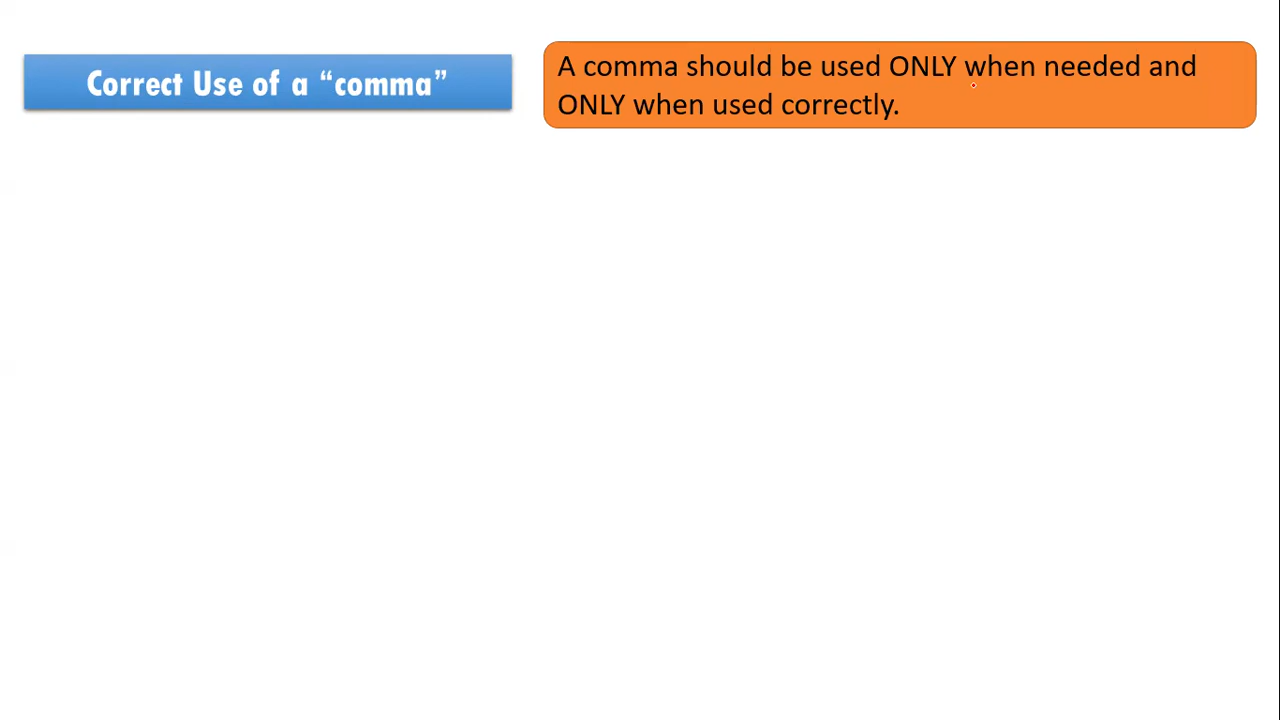 Correct Use of a “comma”
A comma should be used ONLY when needed and
ONLY when used correctly.